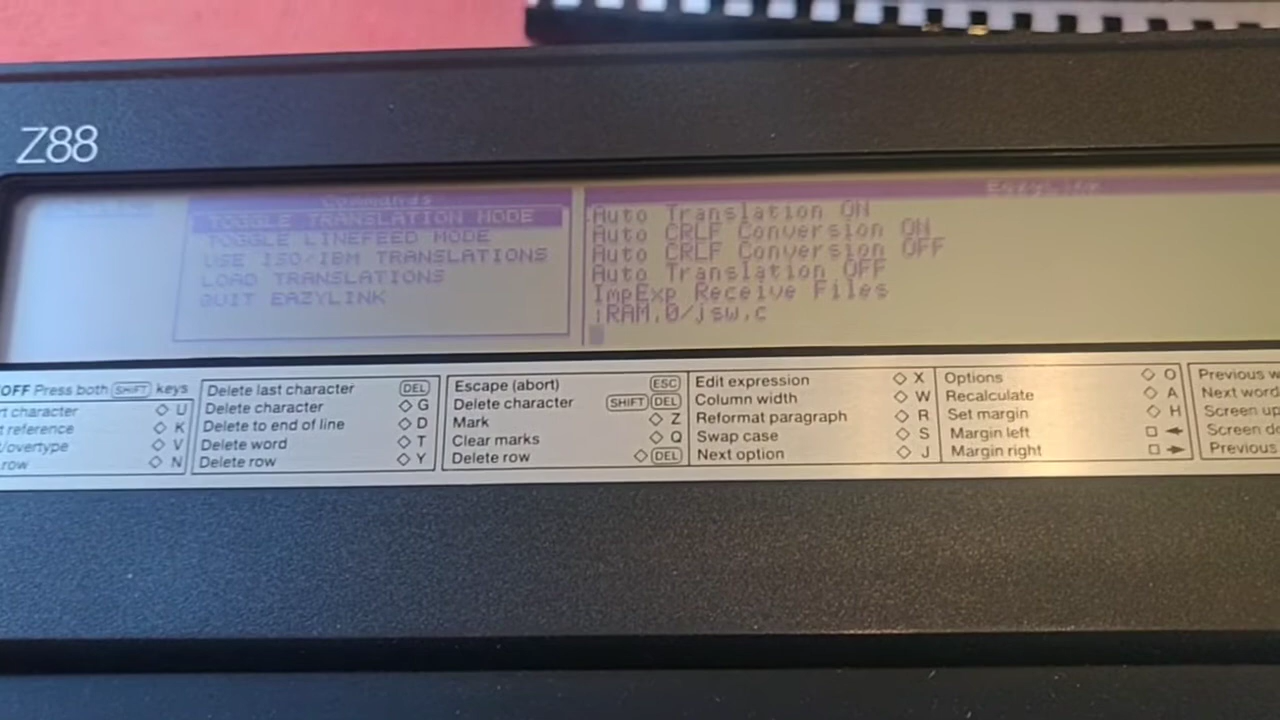 Z88
Commands
TOGGLE TRANSLATION MODE
TOGGLE LINEFEED MODE
USE ISO/IBM TRANSLATIONS
LOAD TRANSLATIONS
QUIT EAZYLINK
EazyLink
Auto Translation ON
Auto CRLF Conversion ON
Auto CRLF Conversion OFF
Auto Translation OFF
ImpExp Receive Files
:RAM.0/jsw.c
OFF Press both SHIFT keys
rt character ◇ U
t reference ◇ K
t/overtype ◇ V
row ◇ N
Delete last character DEL
Delete character ◇ G
Delete to end of line ◇ D
Delete word ◇ T
Delete row ◇ Y
Escape (abort) ESC
Delete character SHIFT DEL
Mark ◇ Z
Clear marks ◇ Q
Delete row ◇ DEL
Edit expression ◇ X
Column width ◇ W
Reformat paragraph ◇ R
Swap case ◇ S
Next option ◇ J
Options ◇ O
Recalculate ◇ A
Set margin ◇ H
Margin left □ ←
Margin right □ →
Previous w
Next word
Screen up
Screen do
Previous